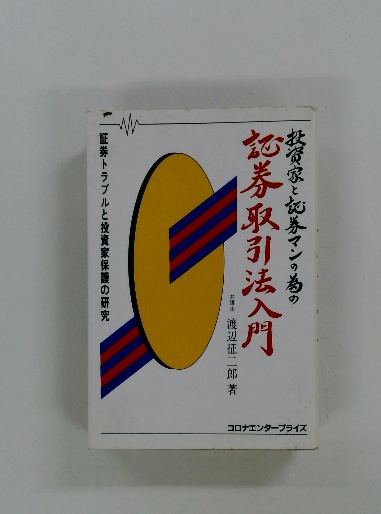 投資家と証券マンの為の
証券取引法入門
弁護士 渡辺征二郎 著
証券トラブルと投資家保護の研究
コロナエンタープライズ